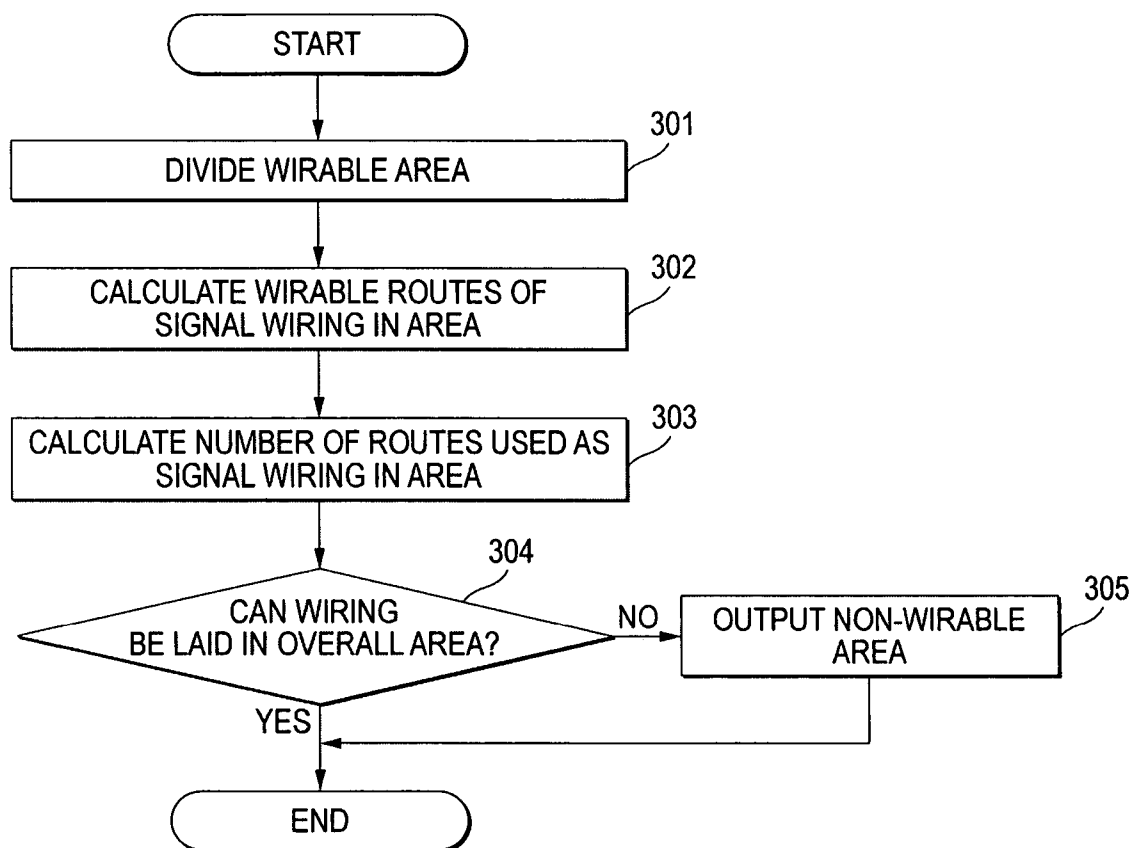 START
301
DIVIDE WIRABLE AREA
302
CALCULATE WIRABLE ROUTES OF
SIGNAL WIRING IN AREA
303
CALCULATE NUMBER OF ROUTES USED AS
SIGNAL WIRING IN AREA
304
CAN WIRING
BE LAID IN OVERALL AREA?
NO
305
OUTPUT NON-WIRABLE
AREA
YES
END